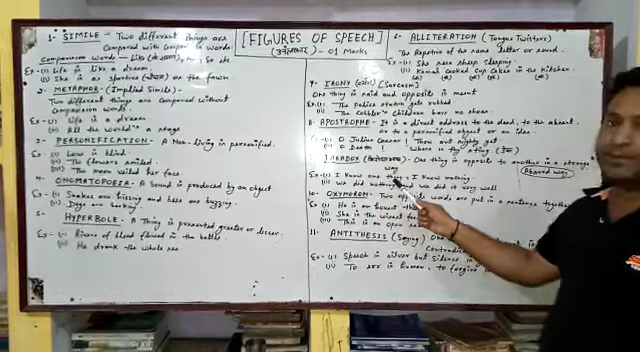 [FIGURES OF SPEECH]
- 01 Marks
1- SIMILE - Two different things are
Compared with comparison words.
Comparison words - Like, as, so etc
Ex- (i) Life is like a dream.
(ii) She is as sportive as the fawn
2- METAPHOR - (Implied Simile) -
Two different things are compared without
Comparison words.
Ex- (i) Life is a dream.
(ii) All the world's a stage
3- PERSONIFICATION - A Non-living is personified.
Ex- (i) Love is blind.
(ii) The flowers smiled
(iii) The moon veiled her face.
4- ONOMATOPOEIA - A Sound is produced by an object
Ex- (i) Snakes are hissing and bees are buzzing.
(ii) Dogs are barking
5- HYPERBOLE - A Thing is presented greater or lesser.
Ex- (i) Rivers of blood flowed in the battle.
(ii) He drank the whole sea.
6- ALLITERATION (Tongue Twisters)
The Repetition of the same letter or sound.
Ex- (i) She sees sheep sleeping.
(ii) Kamal Cooked Cup Cakes in the Kitchen.
7- IRONY [Sarcasm]
One thing is said and opposite is meant
Ex- (i) The Police station gets robbed
(ii) The Cobbler's Children have no shoes.
8- APOSTROPHE - It is a direct address to the dead, to the absent
or to a personified object or an idea.
Ex- (i) O Julius Caesar! Thou art mighty yet
(ii) O Death! Where is thy sting
PARADOX - One thing is opposite to another in a strange
way
(Absurd way)
Ex- (i) I know one thing, I know nothing.
(ii) We did nothing, we did it very well
10- OXYMORON - Two opposite words are put in a sentence together
Ex- (i) He is an honest
(ii) She is the wisest
(iii) This is an open
11- ANTITHESIS (Saying)
Ex- (i) Speech is silver but Silence is
(ii) To err is human, to forgive